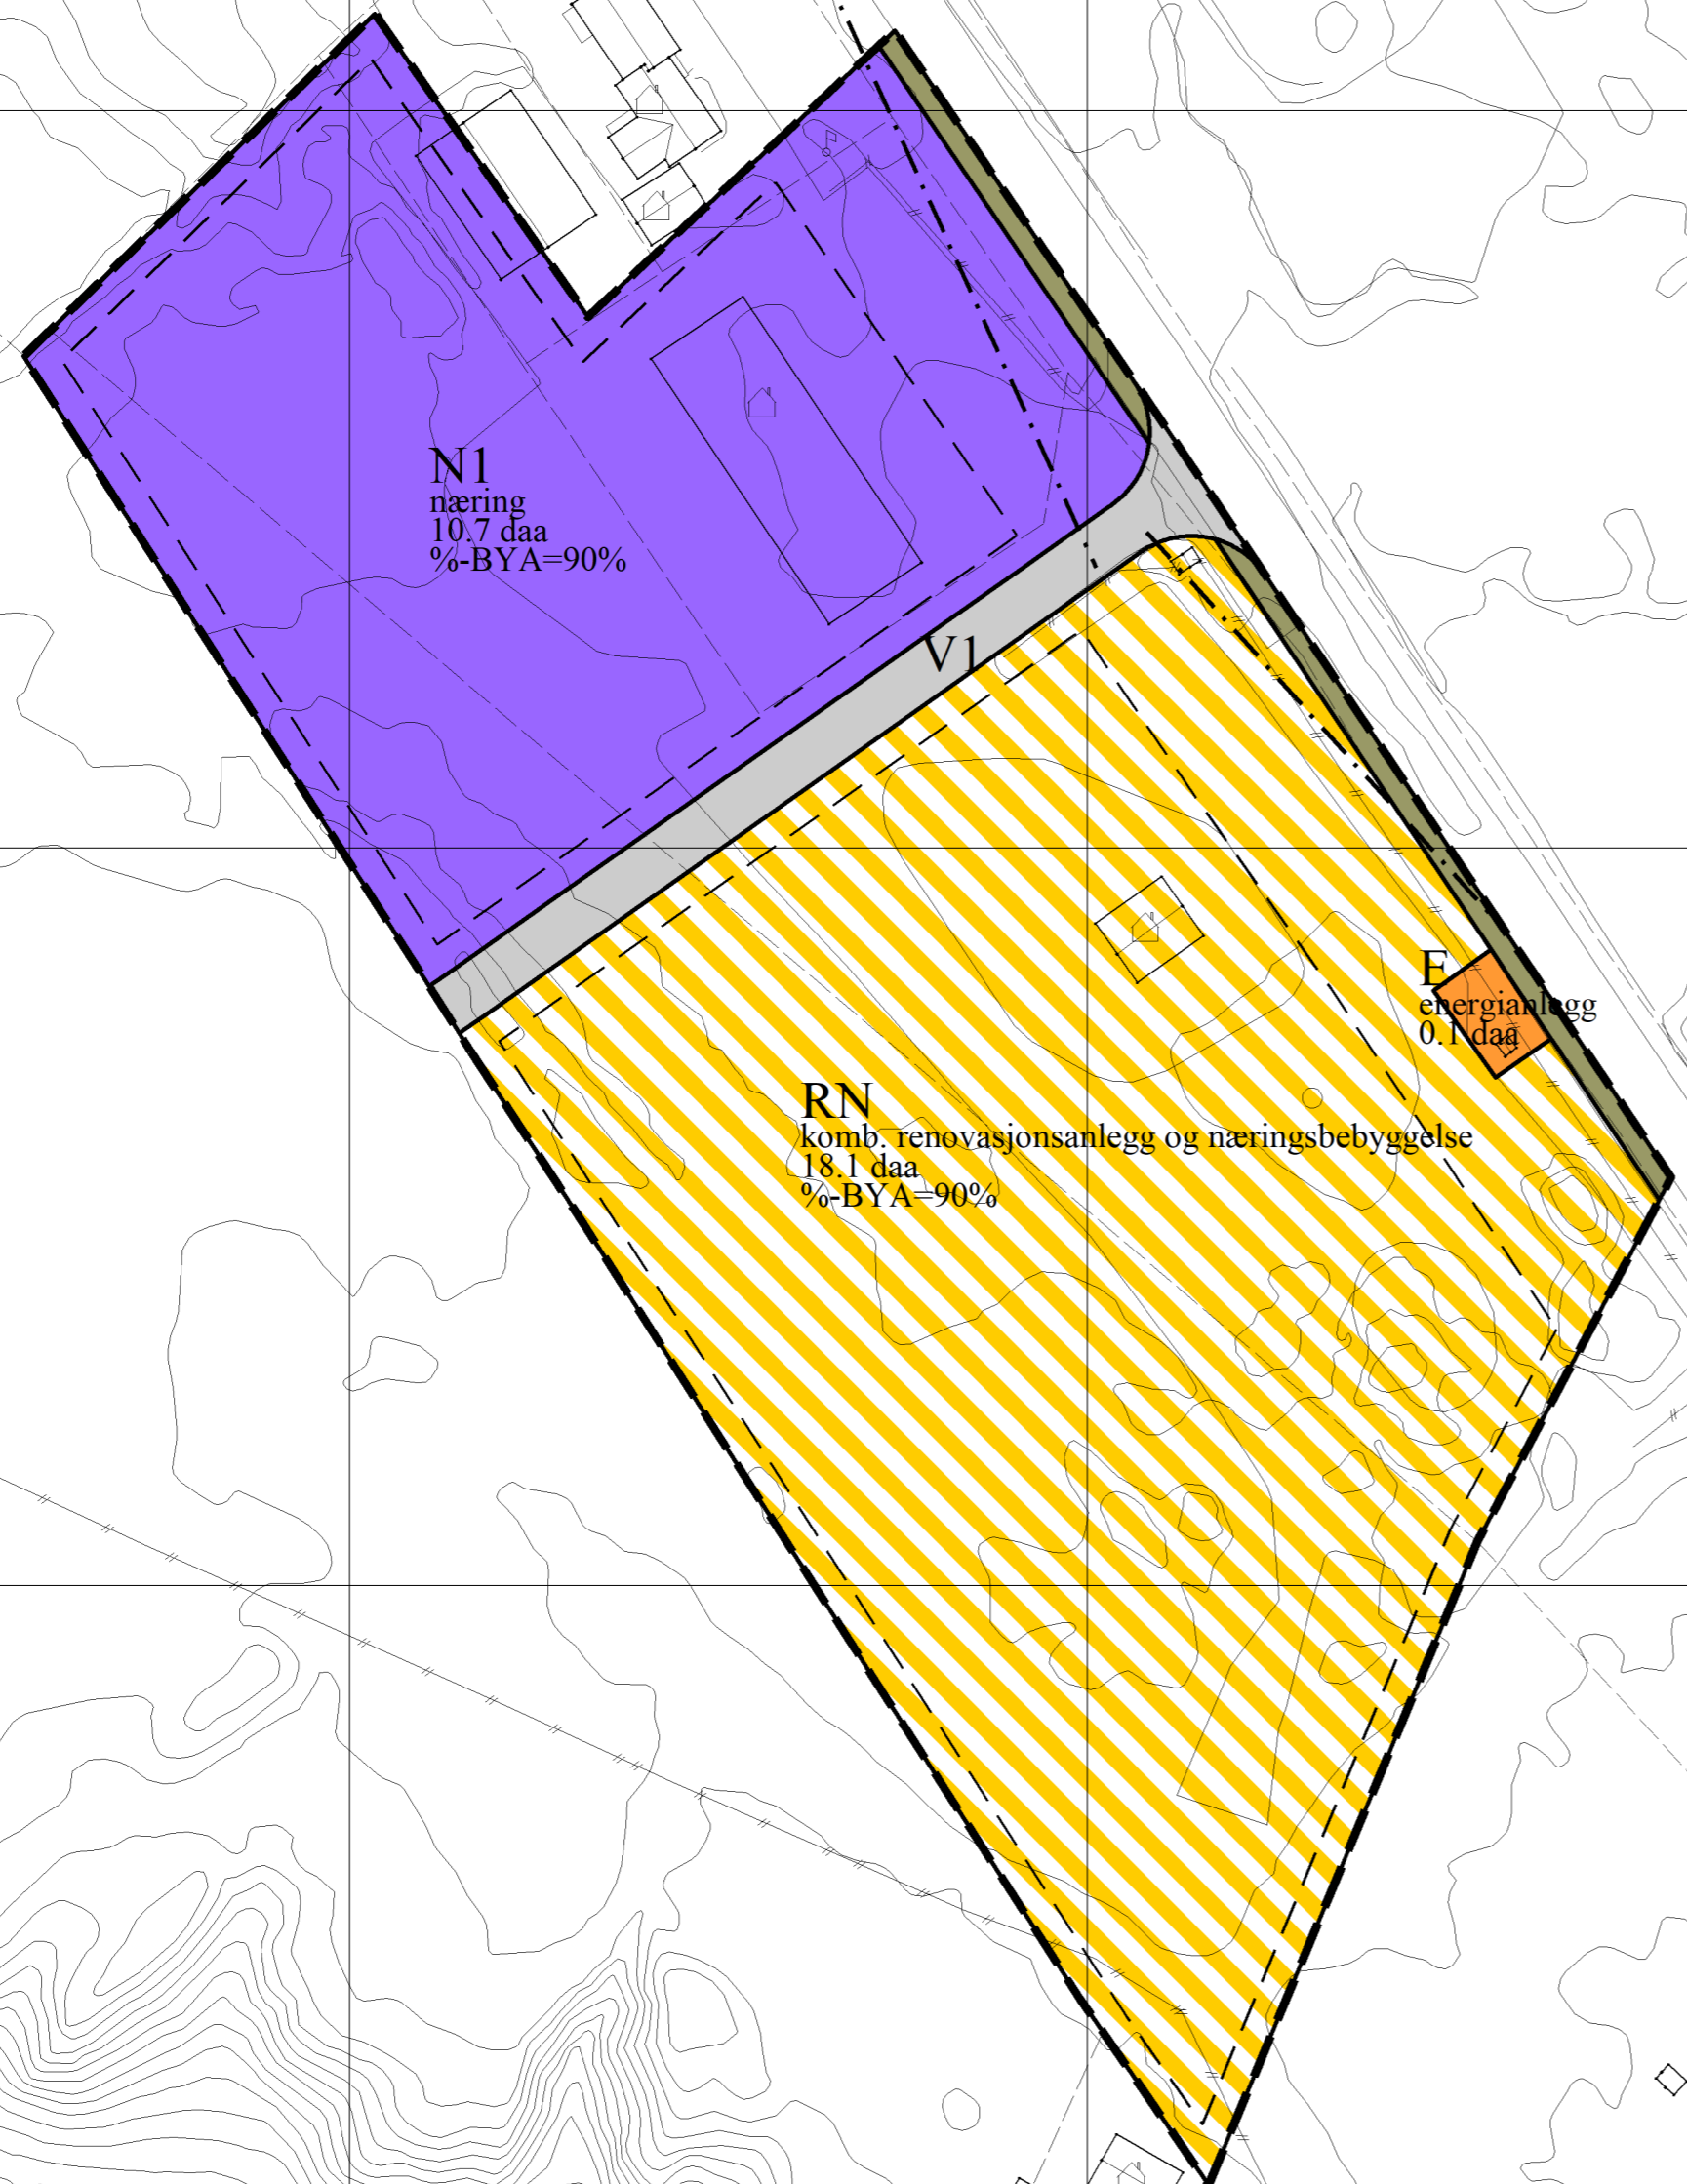 N1
næring
10.7 daa
%-BYA=90%
V1
E
energianlegg
0.1 daa
RN
komb. renovasjonsanlegg og næringsbebyggelse
18.1 daa
%-BYA=90%